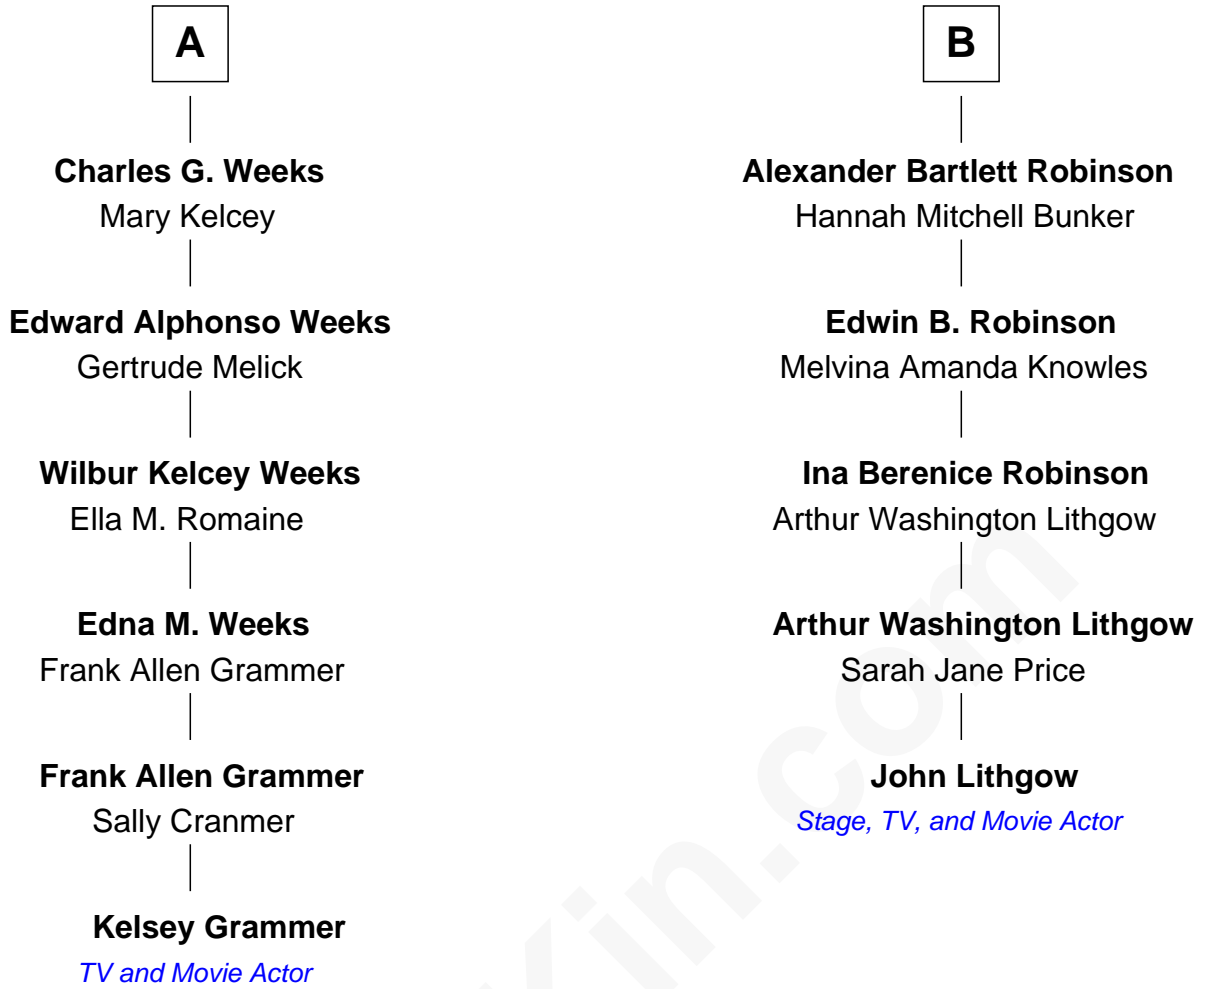 A
Charles G. Weeks
Mary Kelcey
Edward Alphonso Weeks
Gertrude Melick
Wilbur Kelcey Weeks
Ella M. Romaine
Edna M. Weeks
Frank Allen Grammer
Frank Allen Grammer
Sally Cranmer
Kelsey Grammer
TV and Movie Actor
B
Alexander Bartlett Robinson
Hannah Mitchell Bunker
Edwin B. Robinson
Melvina Amanda Knowles
Ina Berenice Robinson
Arthur Washington Lithgow
Arthur Washington Lithgow
Sarah Jane Price
John Lithgow
Stage, TV, and Movie Actor
Kin.com